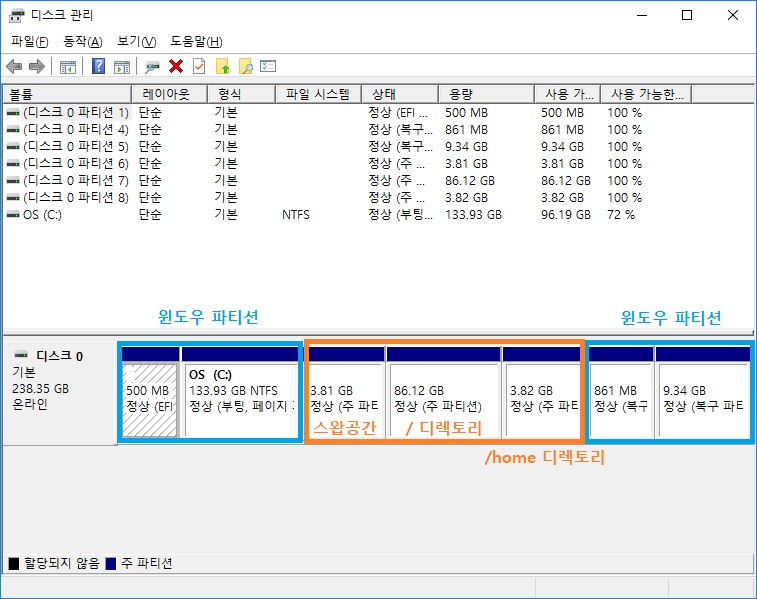 디스크 관리
파일(F) 동작(A) 보기(V) 도움말(H)
볼륨 레이아웃 형식 파일 시스템 상태 용량 사용 가... 사용 가능한...
(디스크 0 파티션 1) 단순 기본 정상 (EFI ... 500 MB 500 MB 100 %
(디스크 0 파티션 4) 단순 기본 정상 (복구... 861 MB 861 MB 100 %
(디스크 0 파티션 5) 단순 기본 정상 (복구... 9.34 GB 9.34 GB 100 %
(디스크 0 파티션 6) 단순 기본 정상 (주 ... 3.81 GB 3.81 GB 100 %
(디스크 0 파티션 7) 단순 기본 정상 (주 ... 86.12 GB 86.12 GB 100 %
(디스크 0 파티션 8) 단순 기본 정상 (주 ... 3.82 GB 3.82 GB 100 %
OS (C:) 단순 기본 NTFS 정상 (부팅... 133.93 GB 96.19 GB 72 %
윈도우 파티션 윈도우 파티션
디스크 0
기본
238.35 GB
온라인
500 MB
정상 (EFI
OS (C:)
133.93 GB NTFS
정상 (부팅, 페이지
3.81 GB
정상 (주 파트
스왑공간
86.12 GB
정상 (주 파티션)
/ 디렉토리
3.82 GB
정상 (주 파트
861 MB
정상 (복구
9.34 GB
정상 (복구 파트
/home 디렉토리
할당되지 않음 주 파티션